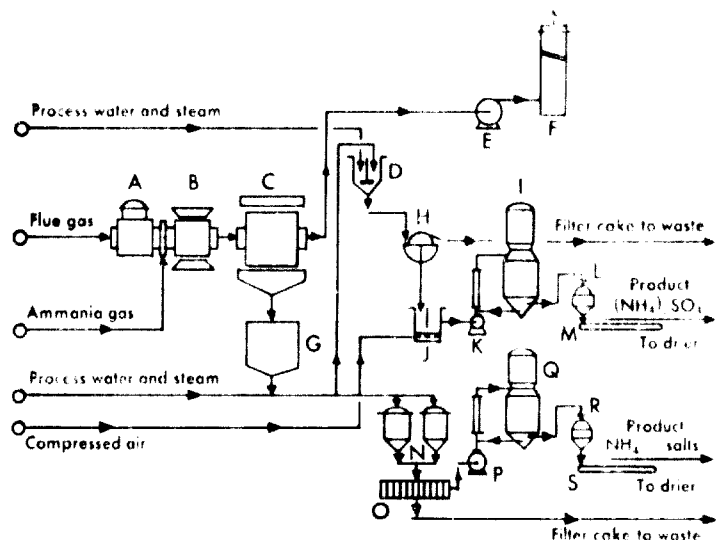 Process water and steam
E
F
D
A
B
C
I
H
Flue gas
Filter cake to waste
L
Product
(NH₄) SO₄
Ammania gas
G
J
K
M
To drier
Process water and steam
Q
R
Compressed air
N
Product
NH₄ salts
P
S
O
To drier
Filter cake to waste